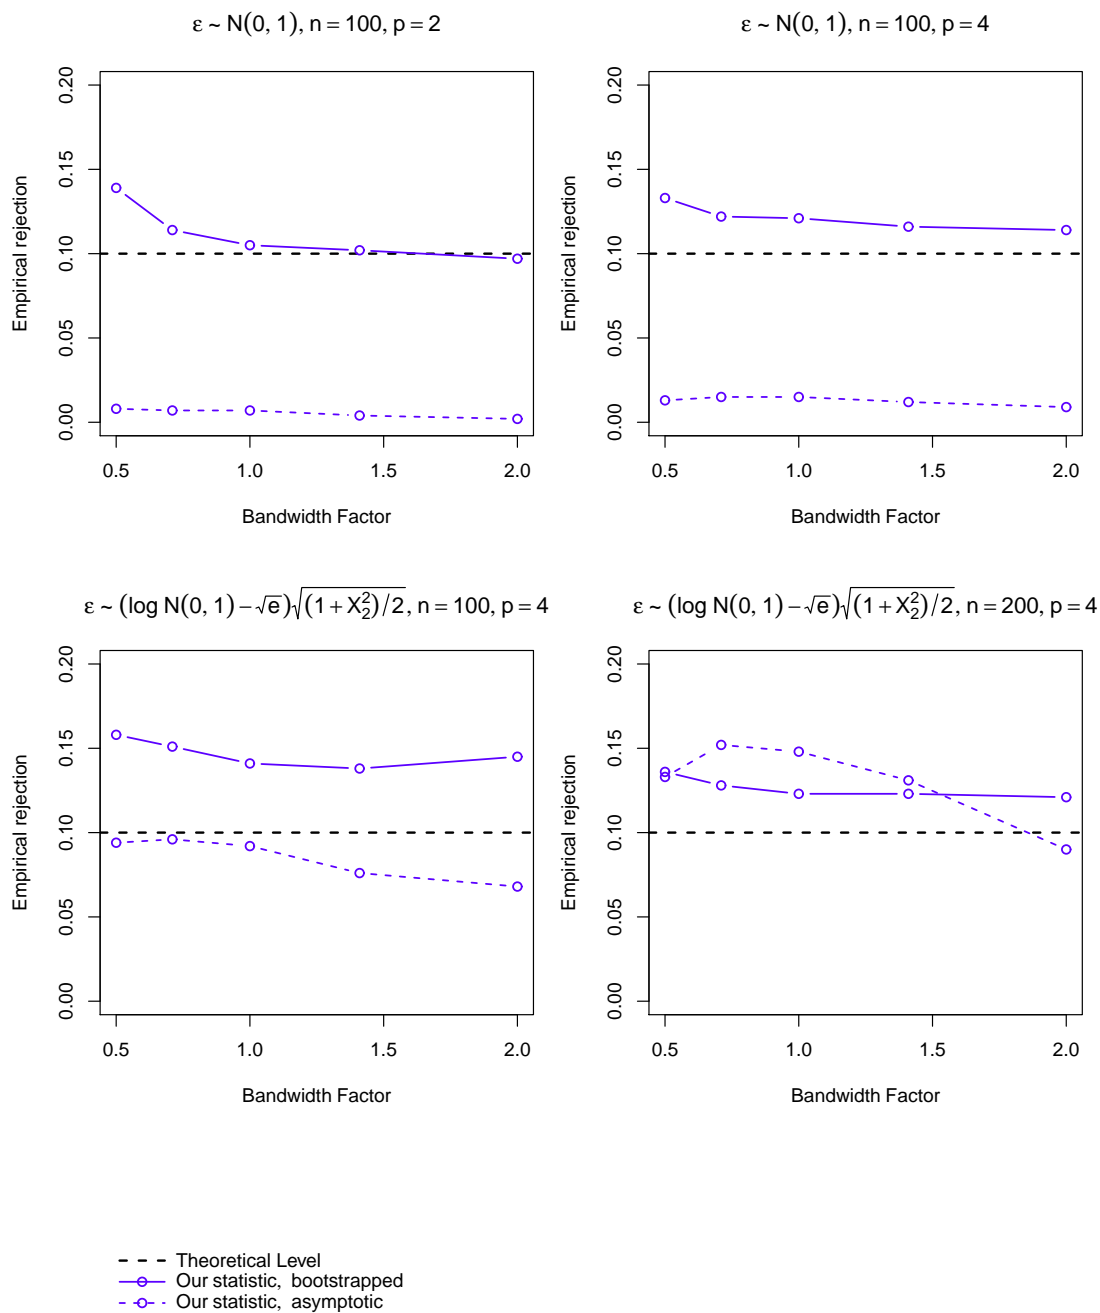 ε ~ N(0, 1), n = 100, p = 2
0.20
0.15
0.10
0.05
0.00
Empirical rejection
0.5 1.0 1.5 2.0
Bandwidth Factor
ε ~ N(0, 1), n = 100, p = 4
0.20
0.15
0.10
0.05
0.00
Empirical rejection
0.5 1.0 1.5 2.0
Bandwidth Factor
ε ~ (log N(0, 1) − √e)√(1 + X₂²)/2, n = 100, p = 4
0.20
0.15
0.10
0.05
0.00
Empirical rejection
0.5 1.0 1.5 2.0
Bandwidth Factor
ε ~ (log N(0, 1) − √e)√(1 + X₂²)/2, n = 200, p = 4
0.20
0.15
0.10
0.05
0.00
Empirical rejection
0.5 1.0 1.5 2.0
Bandwidth Factor
Theoretical Level
Our statistic, bootstrapped
Our statistic, asymptotic